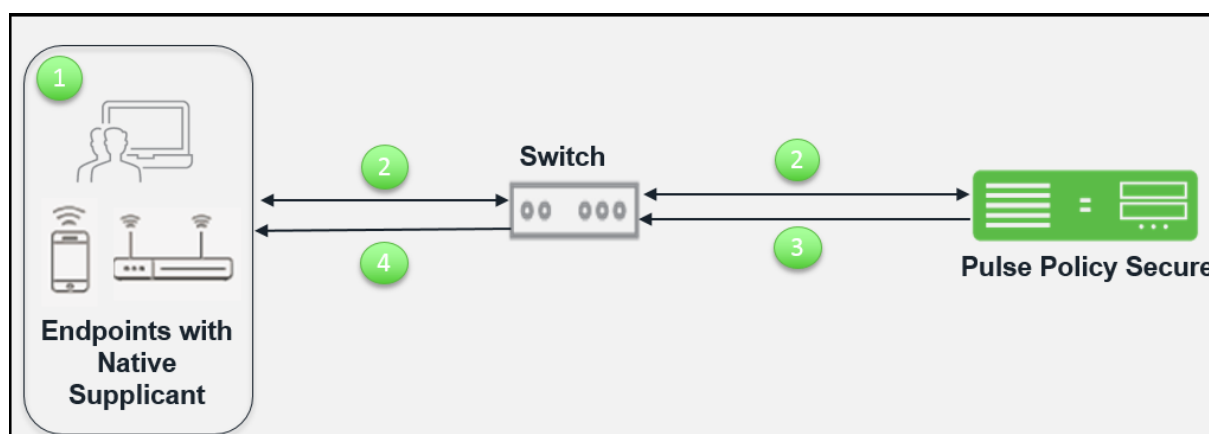 1
2
Switch
2
4
3
Pulse Policy Secure
Endpoints with
Native
Supplicant